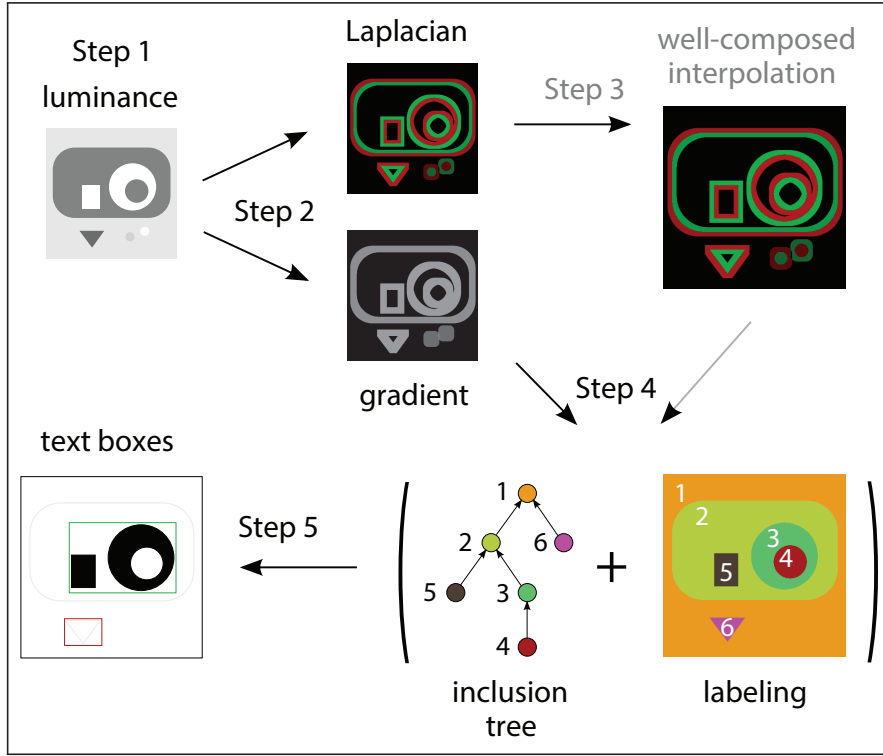 Step 1
luminance
Laplacian
well-composed
interpolation
Step 3
Step 2
gradient
Step 4
text boxes
Step 5
1
2
6
5
3
4
+
1
2
3
4
5
6
inclusion
tree
labeling